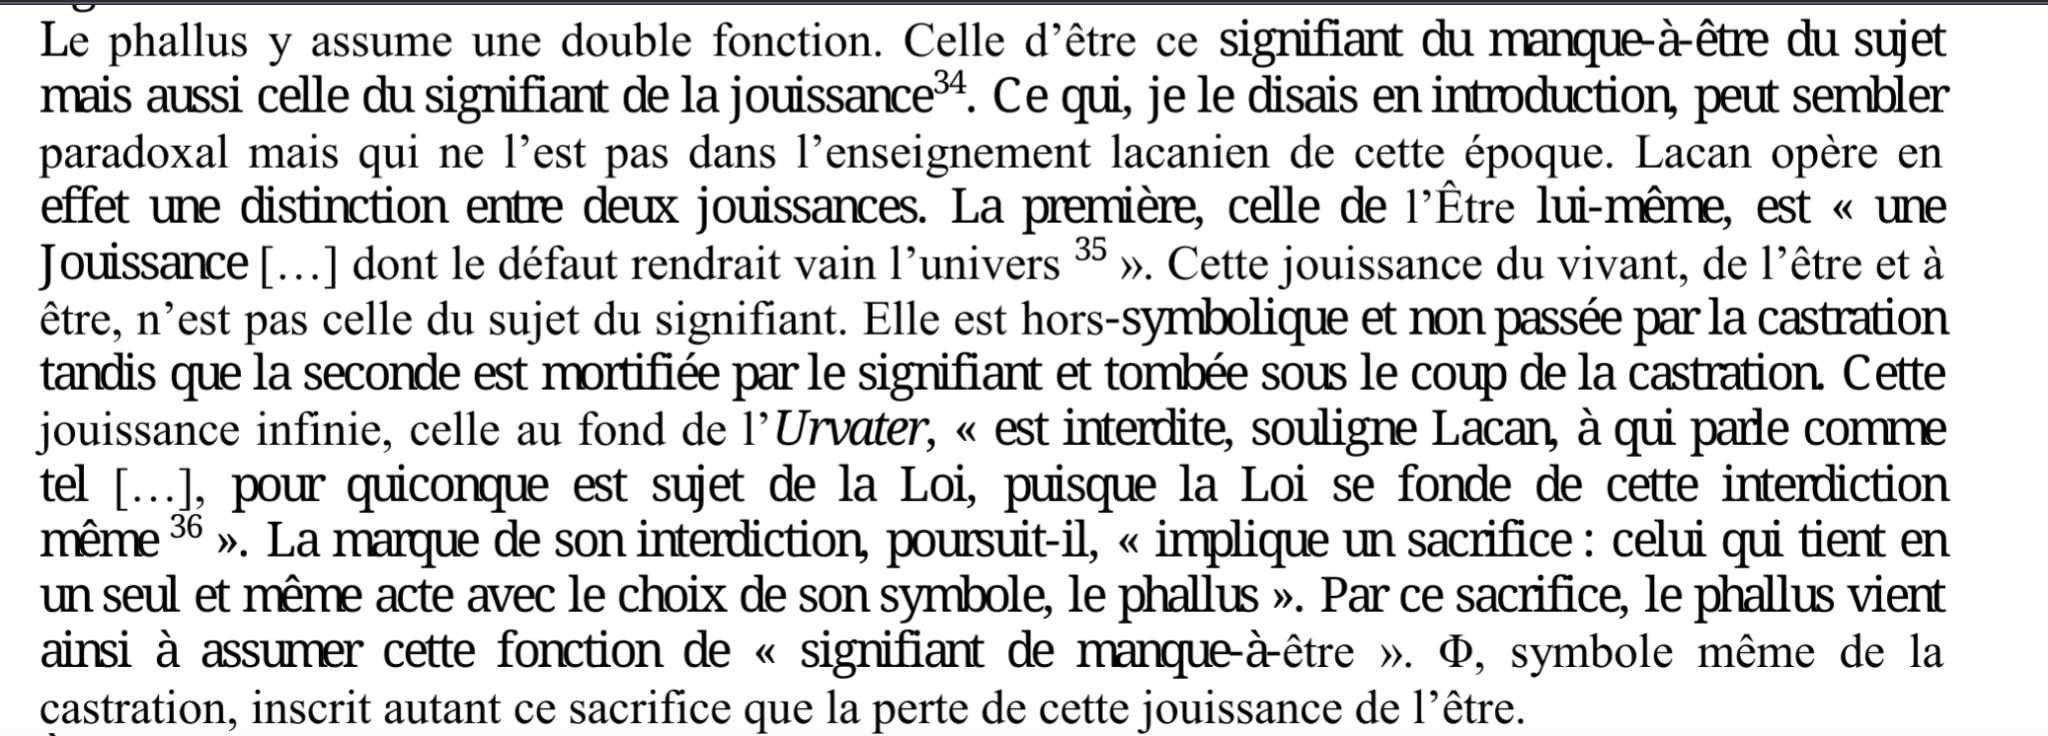 Le phallus y assume une double fonction. Celle d’être ce signifiant du manque-à-être du sujet
mais aussi celle du signifiant de la jouissance34. Ce qui, je le disais en introduction, peut sembler
paradoxal mais qui ne l’est pas dans l’enseignement lacanien de cette époque. Lacan opère en
effet une distinction entre deux jouissances. La première, celle de l’Être lui-même, est « une
Jouissance […] dont le défaut rendrait vain l’univers 35 ». Cette jouissance du vivant, de l’être et à
être, n’est pas celle du sujet du signifiant. Elle est hors-symbolique et non passée par la castration
tandis que la seconde est mortifiée par le signifiant et tombée sous le coup de la castration. Cette
jouissance infinie, celle au fond de l’Urvater, « est interdite, souligne Lacan, à qui parle comme
tel […], pour quiconque est sujet de la Loi, puisque la Loi se fonde de cette interdiction
même 36 ». La marque de son interdiction, poursuit-il, « implique un sacrifice : celui qui tient en
un seul et même acte avec le choix de son symbole, le phallus ». Par ce sacrifice, le phallus vient
ainsi à assumer cette fonction de « signifiant de manque-à-être ». Φ, symbole même de la
castration, inscrit autant ce sacrifice que la perte de cette jouissance de l’être.